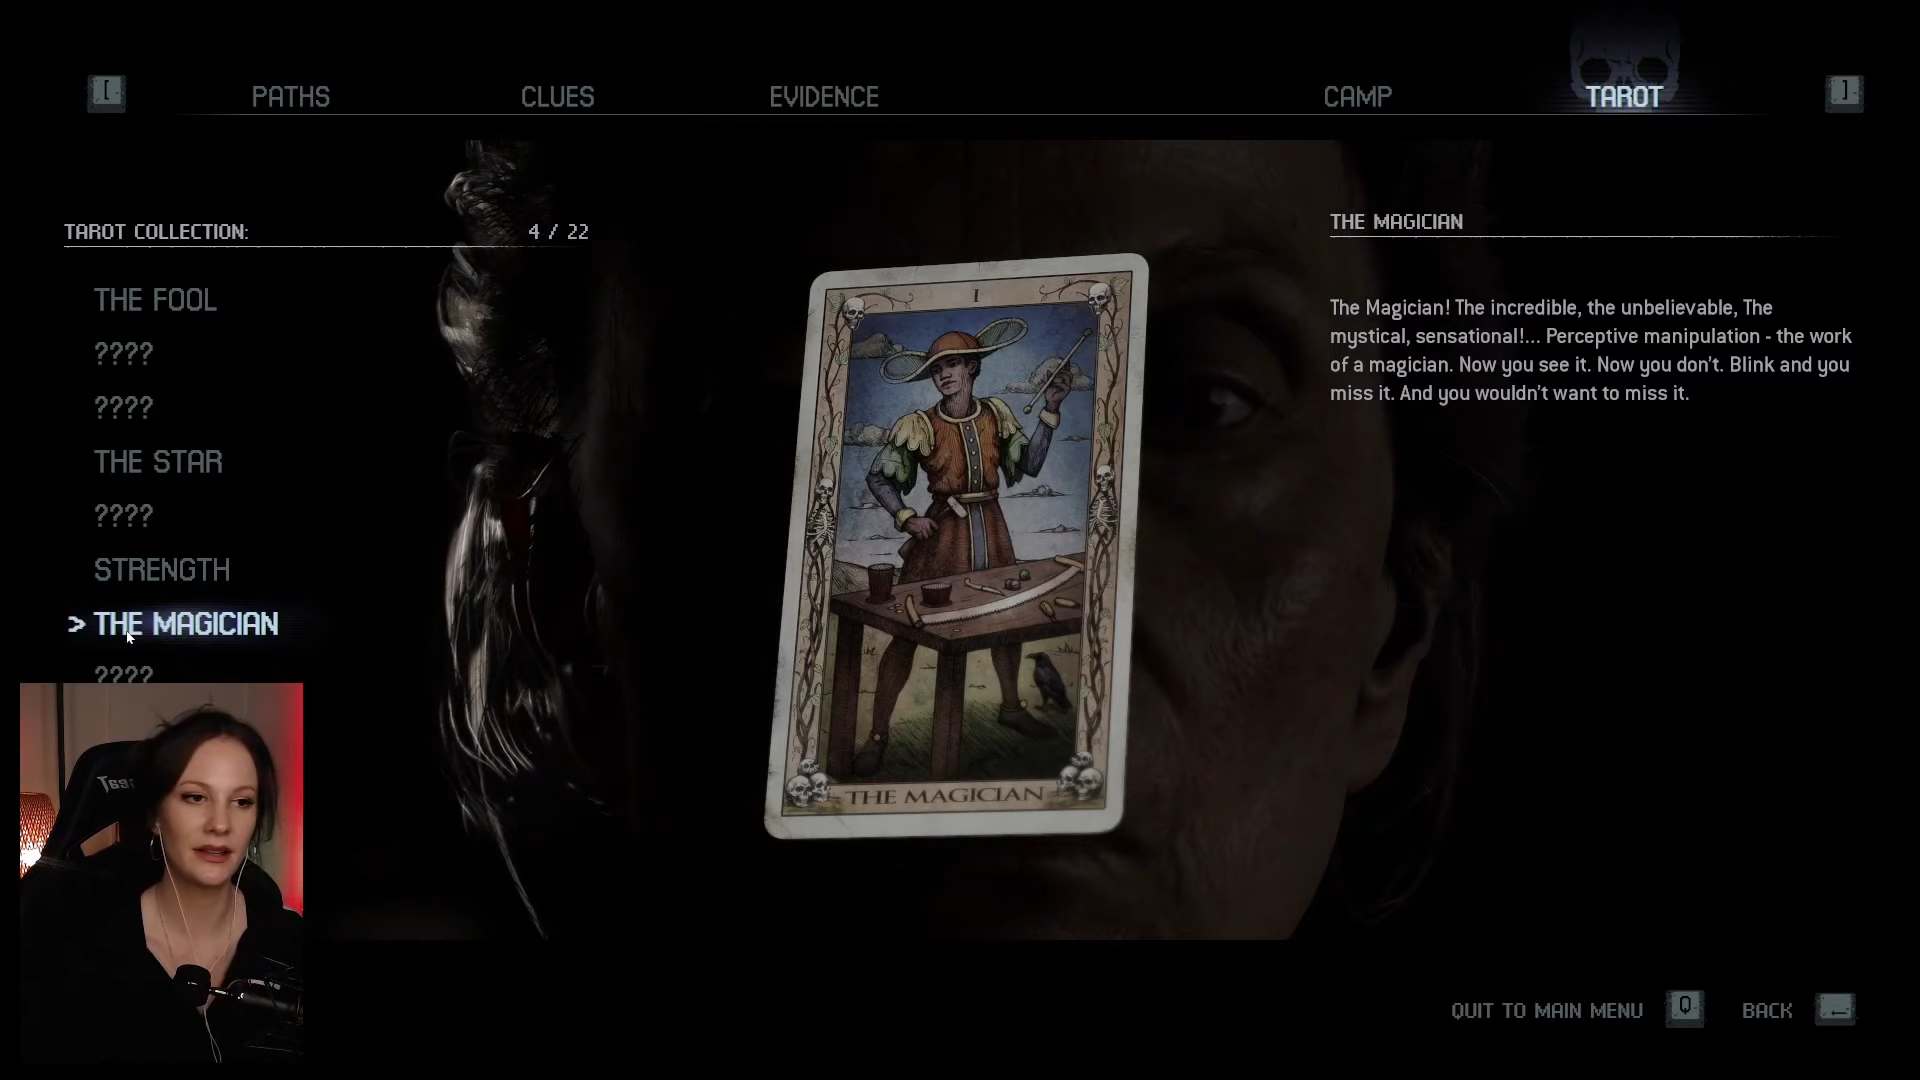 [ PATHS CLUES EVIDENCE CAMP TAROT ]
TAROT COLLECTION: 4 / 22
THE FOOL
????
????
THE STAR
????
STRENGTH
> THE MAGICIAN
????
I
THE MAGICIAN
THE MAGICIAN
The Magician! The incredible, the unbelievable, The
mystical, sensational!... Perceptive manipulation - the work
of a magician. Now you see it. Now you don't. Blink and you
miss it. And you wouldn't want to miss it.
QUIT TO MAIN MENU Q BACK